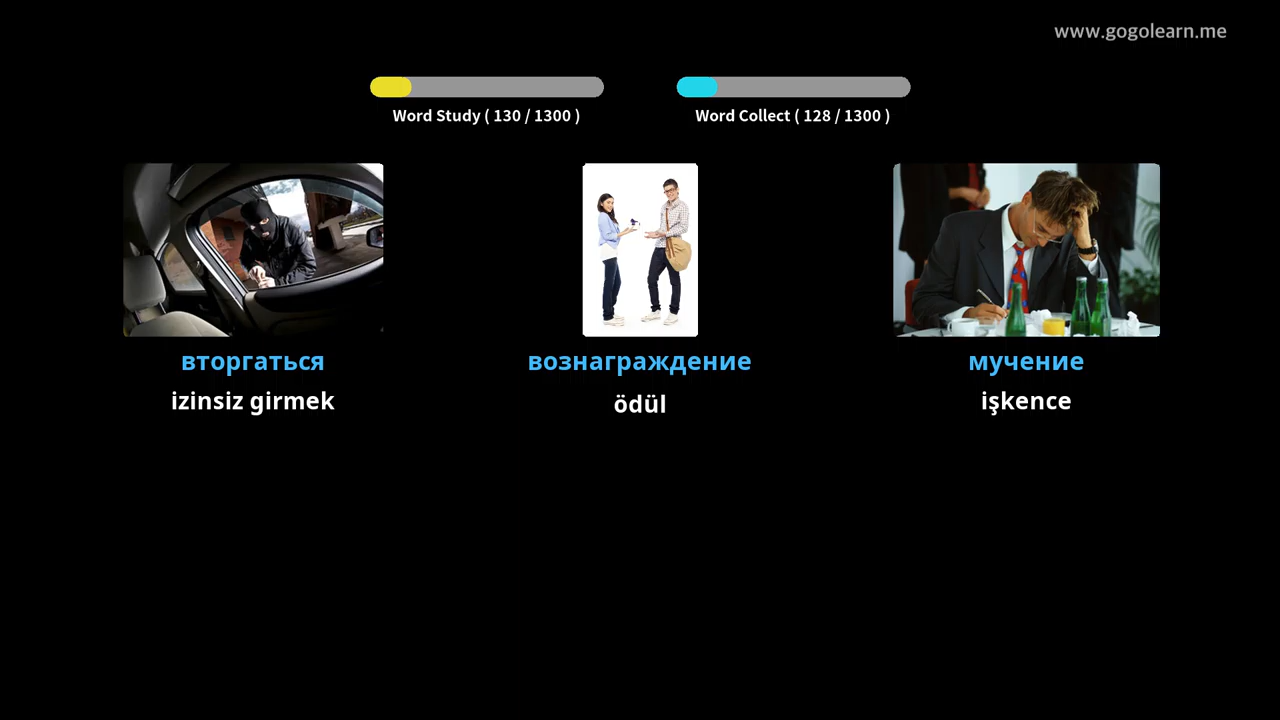 www.gogolearn.me
Word Study ( 130 / 1300 )
Word Collect ( 128 / 1300 )
вторгаться
вознаграждение
мучение
izinsiz girmek
ödül
işkence